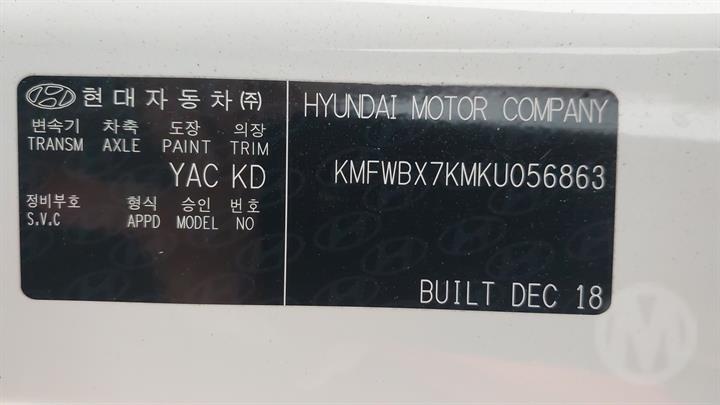 현대자동차㈜
변속기 차축 도장 의장
TRANSM AXLE PAINT TRIM
YAC KD
정비부호 형식 승인 번호
S.V.C APPD MODEL NO
HYUNDAI MOTOR COMPANY
KMFWBX7KMKU056863
BUILT DEC 18
M